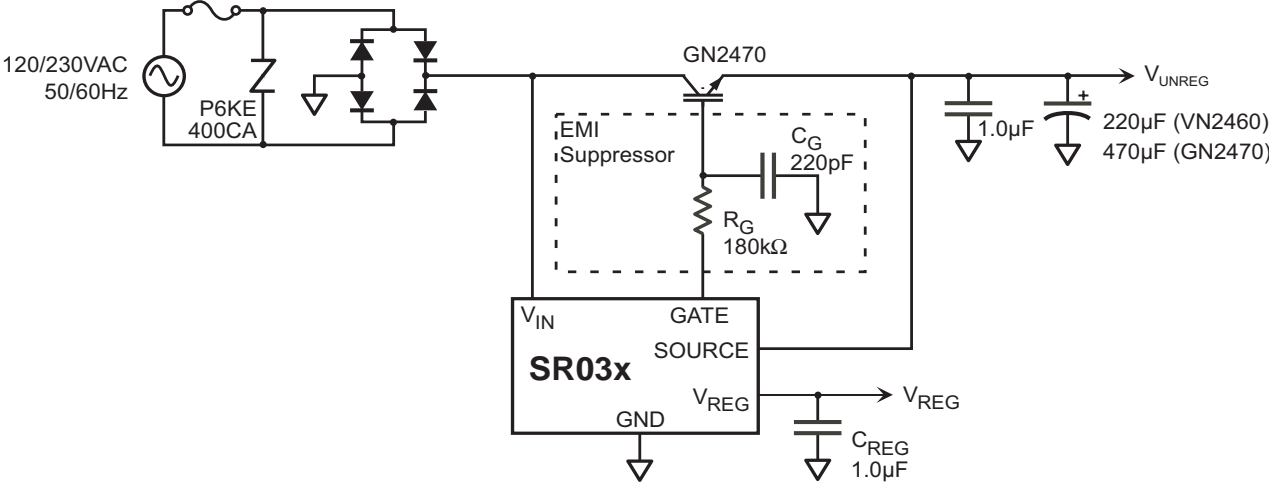 120/230VAC
50/60Hz
P6KE
400CA
GN2470
EMI
Suppressor
CG
220pF
RG
180kΩ
1.0µF
+
VUNREG
220µF (VN2460)
470µF (GN2470)
VIN
GATE
SOURCE
SR03x
VREG
GND
VREG
CREG
1.0µF